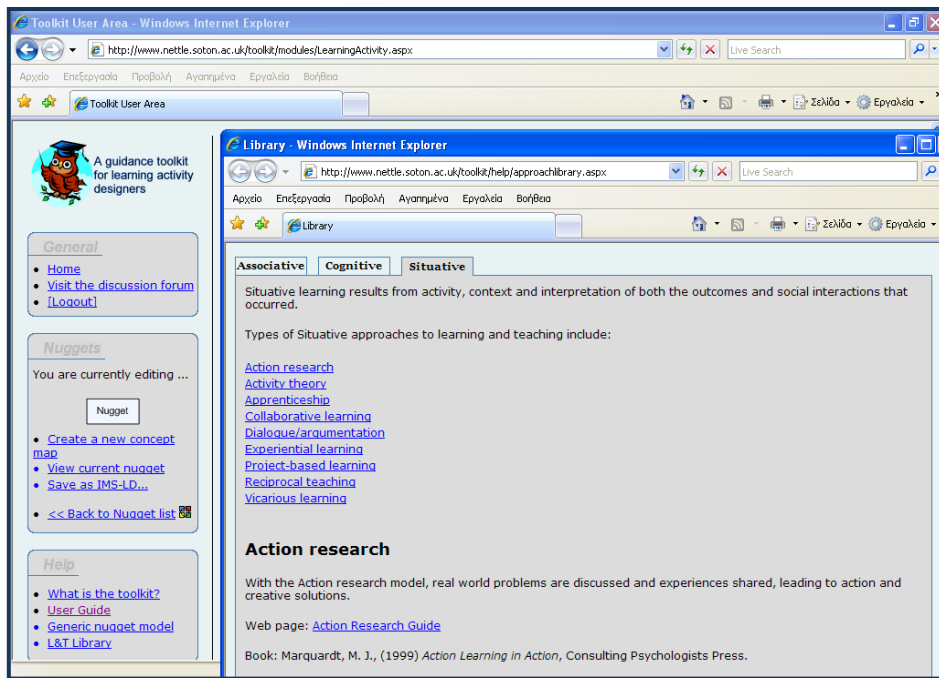 Toolkit User Area - Windows Internet Explorer
http://www.nettle.soton.ac.uk/toolkit/modules/LearningActivity.aspx
Live Search
Αρχείο Επεξεργασία Προβολή Αγαπημένα Εργαλεία Βοήθεια
Toolkit User Area
Σελίδα
Εργαλεία
A guidance toolkit
for learning activity
designers
General
Home
Visit the discussion forum
[Logout]
Nuggets
You are currently editing ...
Nugget
Create a new concept
map
View current nugget
Save as IMS-LD...
<< Back to Nugget list
Help
What is the toolkit?
User Guide
Generic nugget model
L&T Library
Library - Windows Internet Explorer
http://www.nettle.soton.ac.uk/toolkit/help/approachlibrary.aspx
Live Search
Αρχείο Επεξεργασία Προβολή Αγαπημένα Εργαλεία Βοήθεια
Library
Σελίδα
Εργαλεία
Associative Cognitive Situative
Situative learning results from activity, context and interpretation of both the outcomes and social interactions that
occurred.
Types of Situative approaches to learning and teaching include:
Action research
Activity theory
Apprenticeship
Collaborative learning
Dialogue/argumentation
Experiential learning
Project-based learning
Reciprocal teaching
Vicarious learning
Action research
With the Action research model, real world problems are discussed and experiences shared, leading to action and
creative solutions.
Web page: Action Research Guide
Book: Marquardt, M. J., (1999) Action Learning in Action, Consulting Psychologists Press.